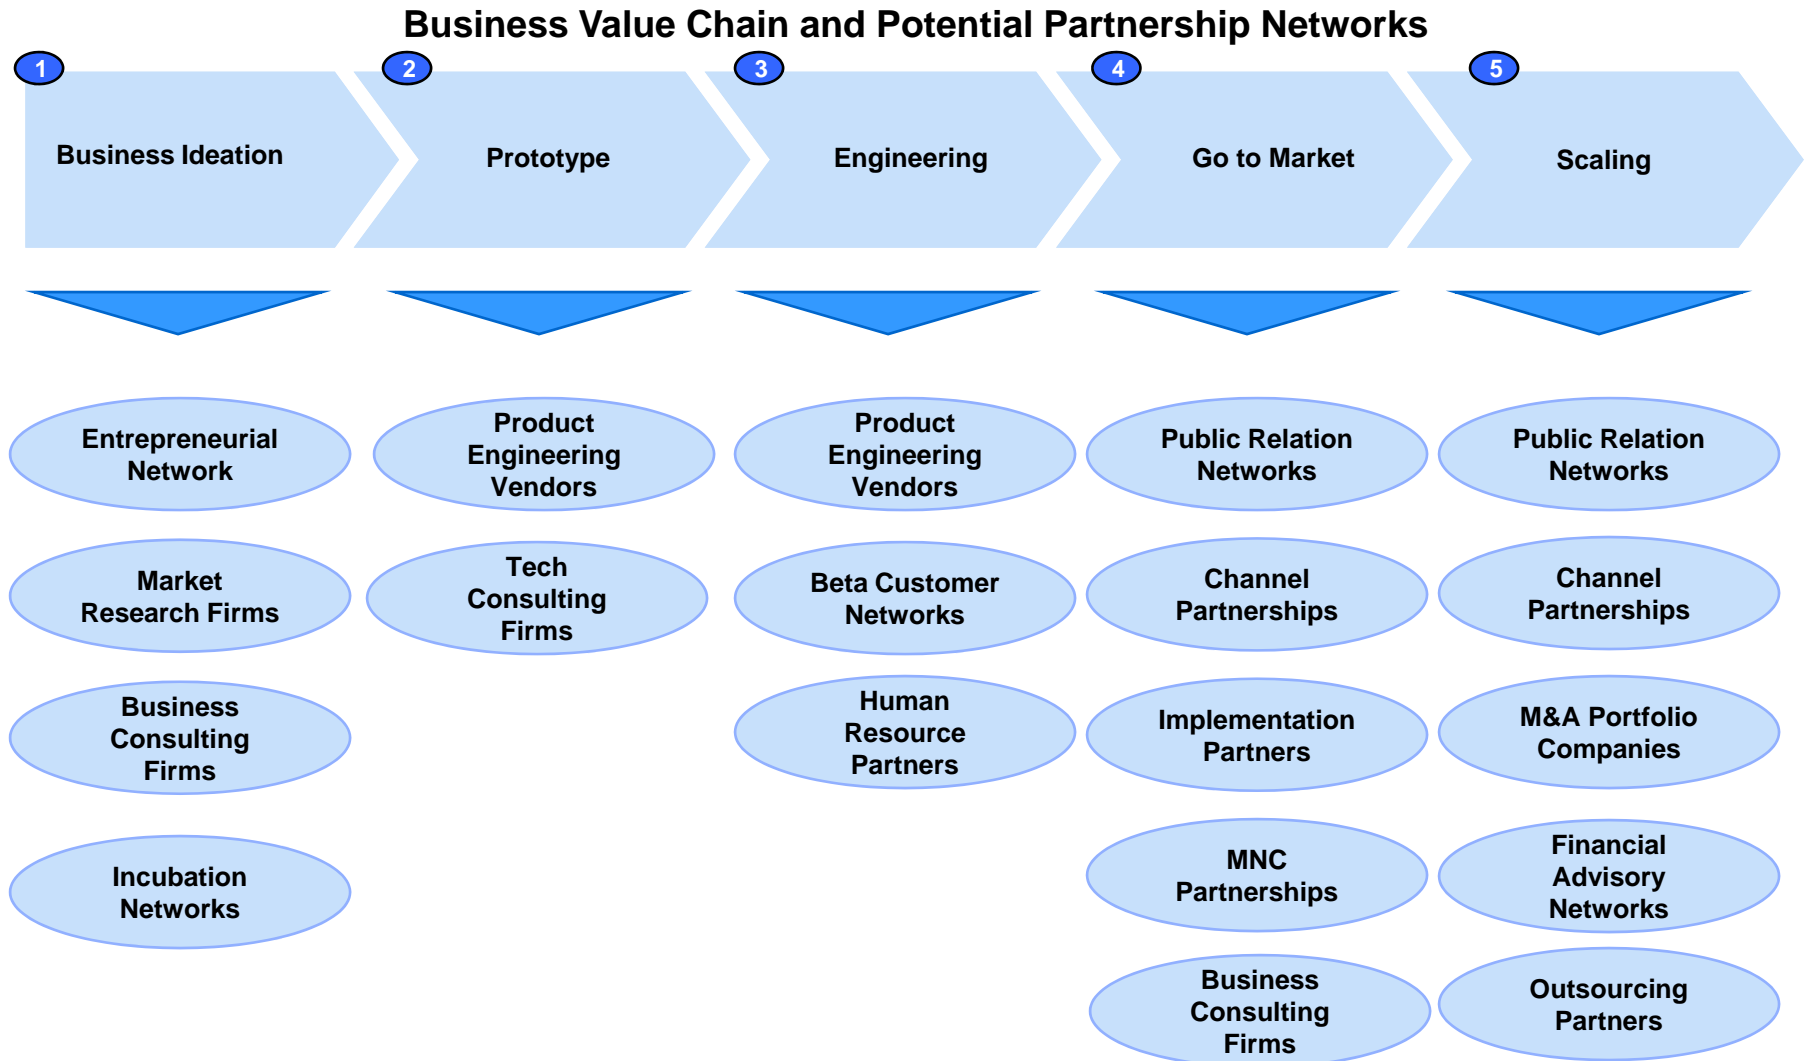 Business Value Chain and Potential Partnership Networks
1
2
3
4
5
Business Ideation
Prototype
Engineering
Go to Market
Scaling
Entrepreneurial
Network
Market
Research Firms
Business
Consulting
Firms
Incubation
Networks
Product
Engineering
Vendors
Tech
Consulting
Firms
Product
Engineering
Vendors
Beta Customer
Networks
Human
Resource
Partners
Public Relation
Networks
Channel
Partnerships
Implementation
Partners
MNC
Partnerships
Business
Consulting
Firms
Public Relation
Networks
Channel
Partnerships
M&A Portfolio
Companies
Financial
Advisory
Networks
Outsourcing
Partners